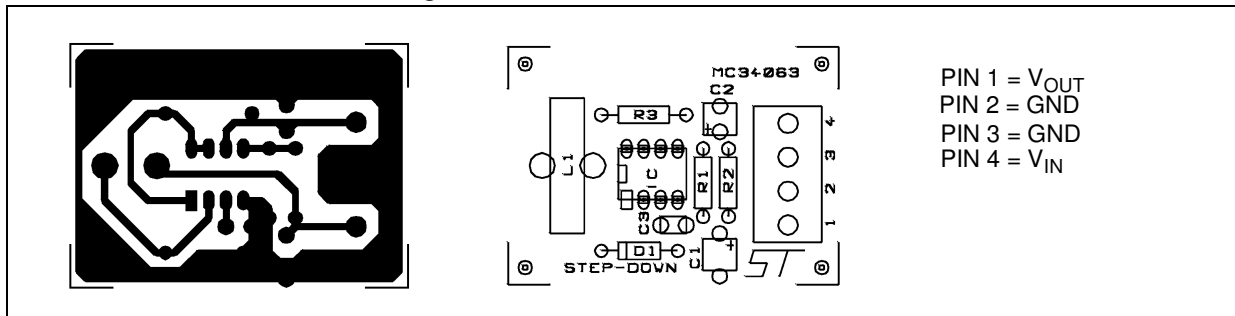 MC34063
C2
R3
L1
IC
R1
R2
C3
D1
C1
STEP-DOWN
ST
4
3
2
1
+
+
PIN 1 = VOUT
PIN 2 = GND
PIN 3 = GND
PIN 4 = VIN